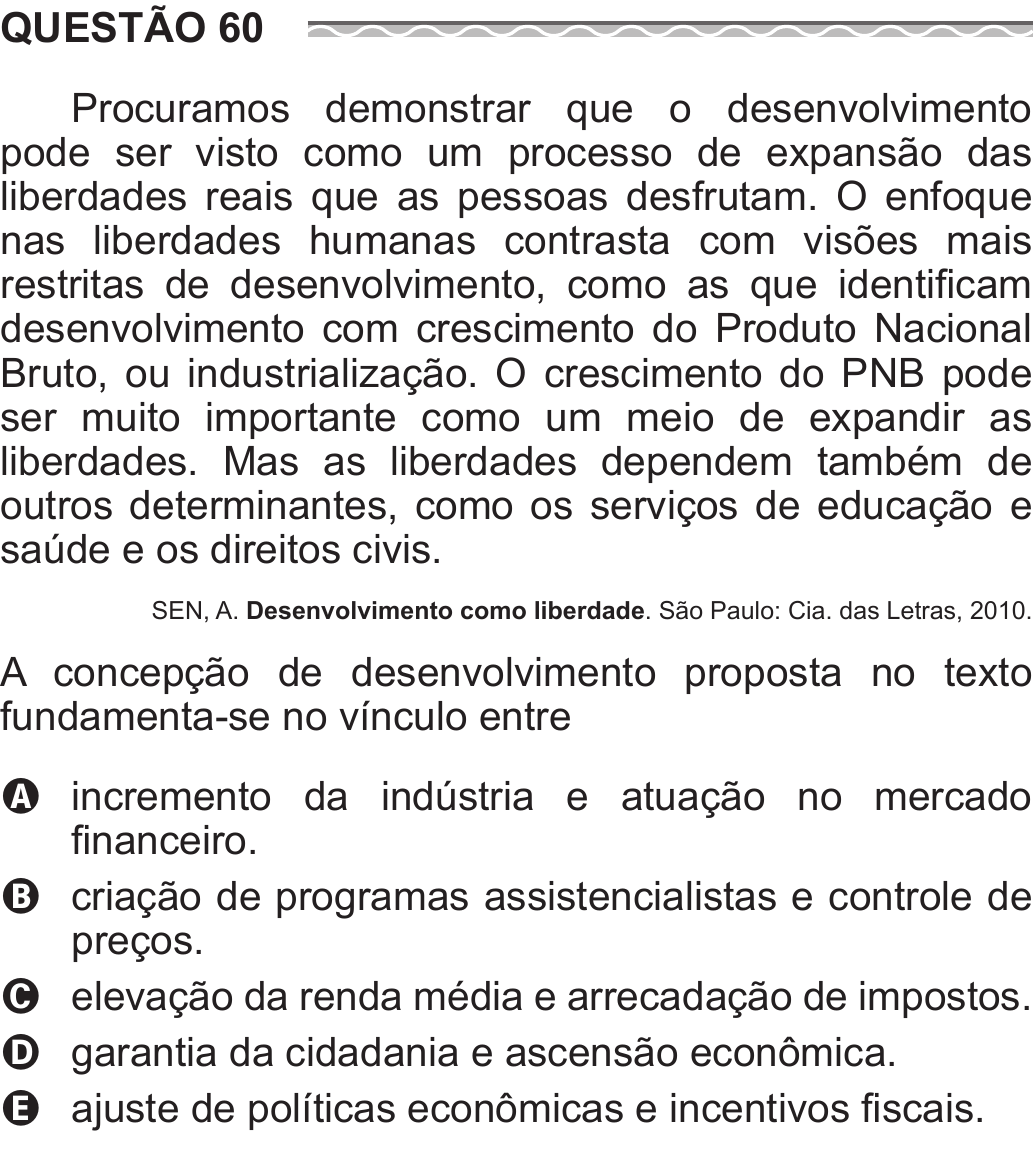 QUESTÃO 60
Procuramos demonstrar que o desenvolvimento
pode ser visto como um processo de expansão das
liberdades reais que as pessoas desfrutam. O enfoque
nas liberdades humanas contrasta com visões mais
restritas de desenvolvimento, como as que identificam
desenvolvimento com crescimento do Produto Nacional
Bruto, ou industrialização. O crescimento do PNB pode
ser muito importante como um meio de expandir as
liberdades. Mas as liberdades dependem também de
outros determinantes, como os serviços de educação e
saúde e os direitos civis.
SEN, A. Desenvolvimento como liberdade. São Paulo: Cia. das Letras, 2010.
A concepção de desenvolvimento proposta no texto
fundamenta-se no vínculo entre
A incremento da indústria e atuação no mercado
financeiro.
B criação de programas assistencialistas e controle de
preços.
C elevação da renda média e arrecadação de impostos.
D garantia da cidadania e ascensão econômica.
E ajuste de políticas econômicas e incentivos fiscais.